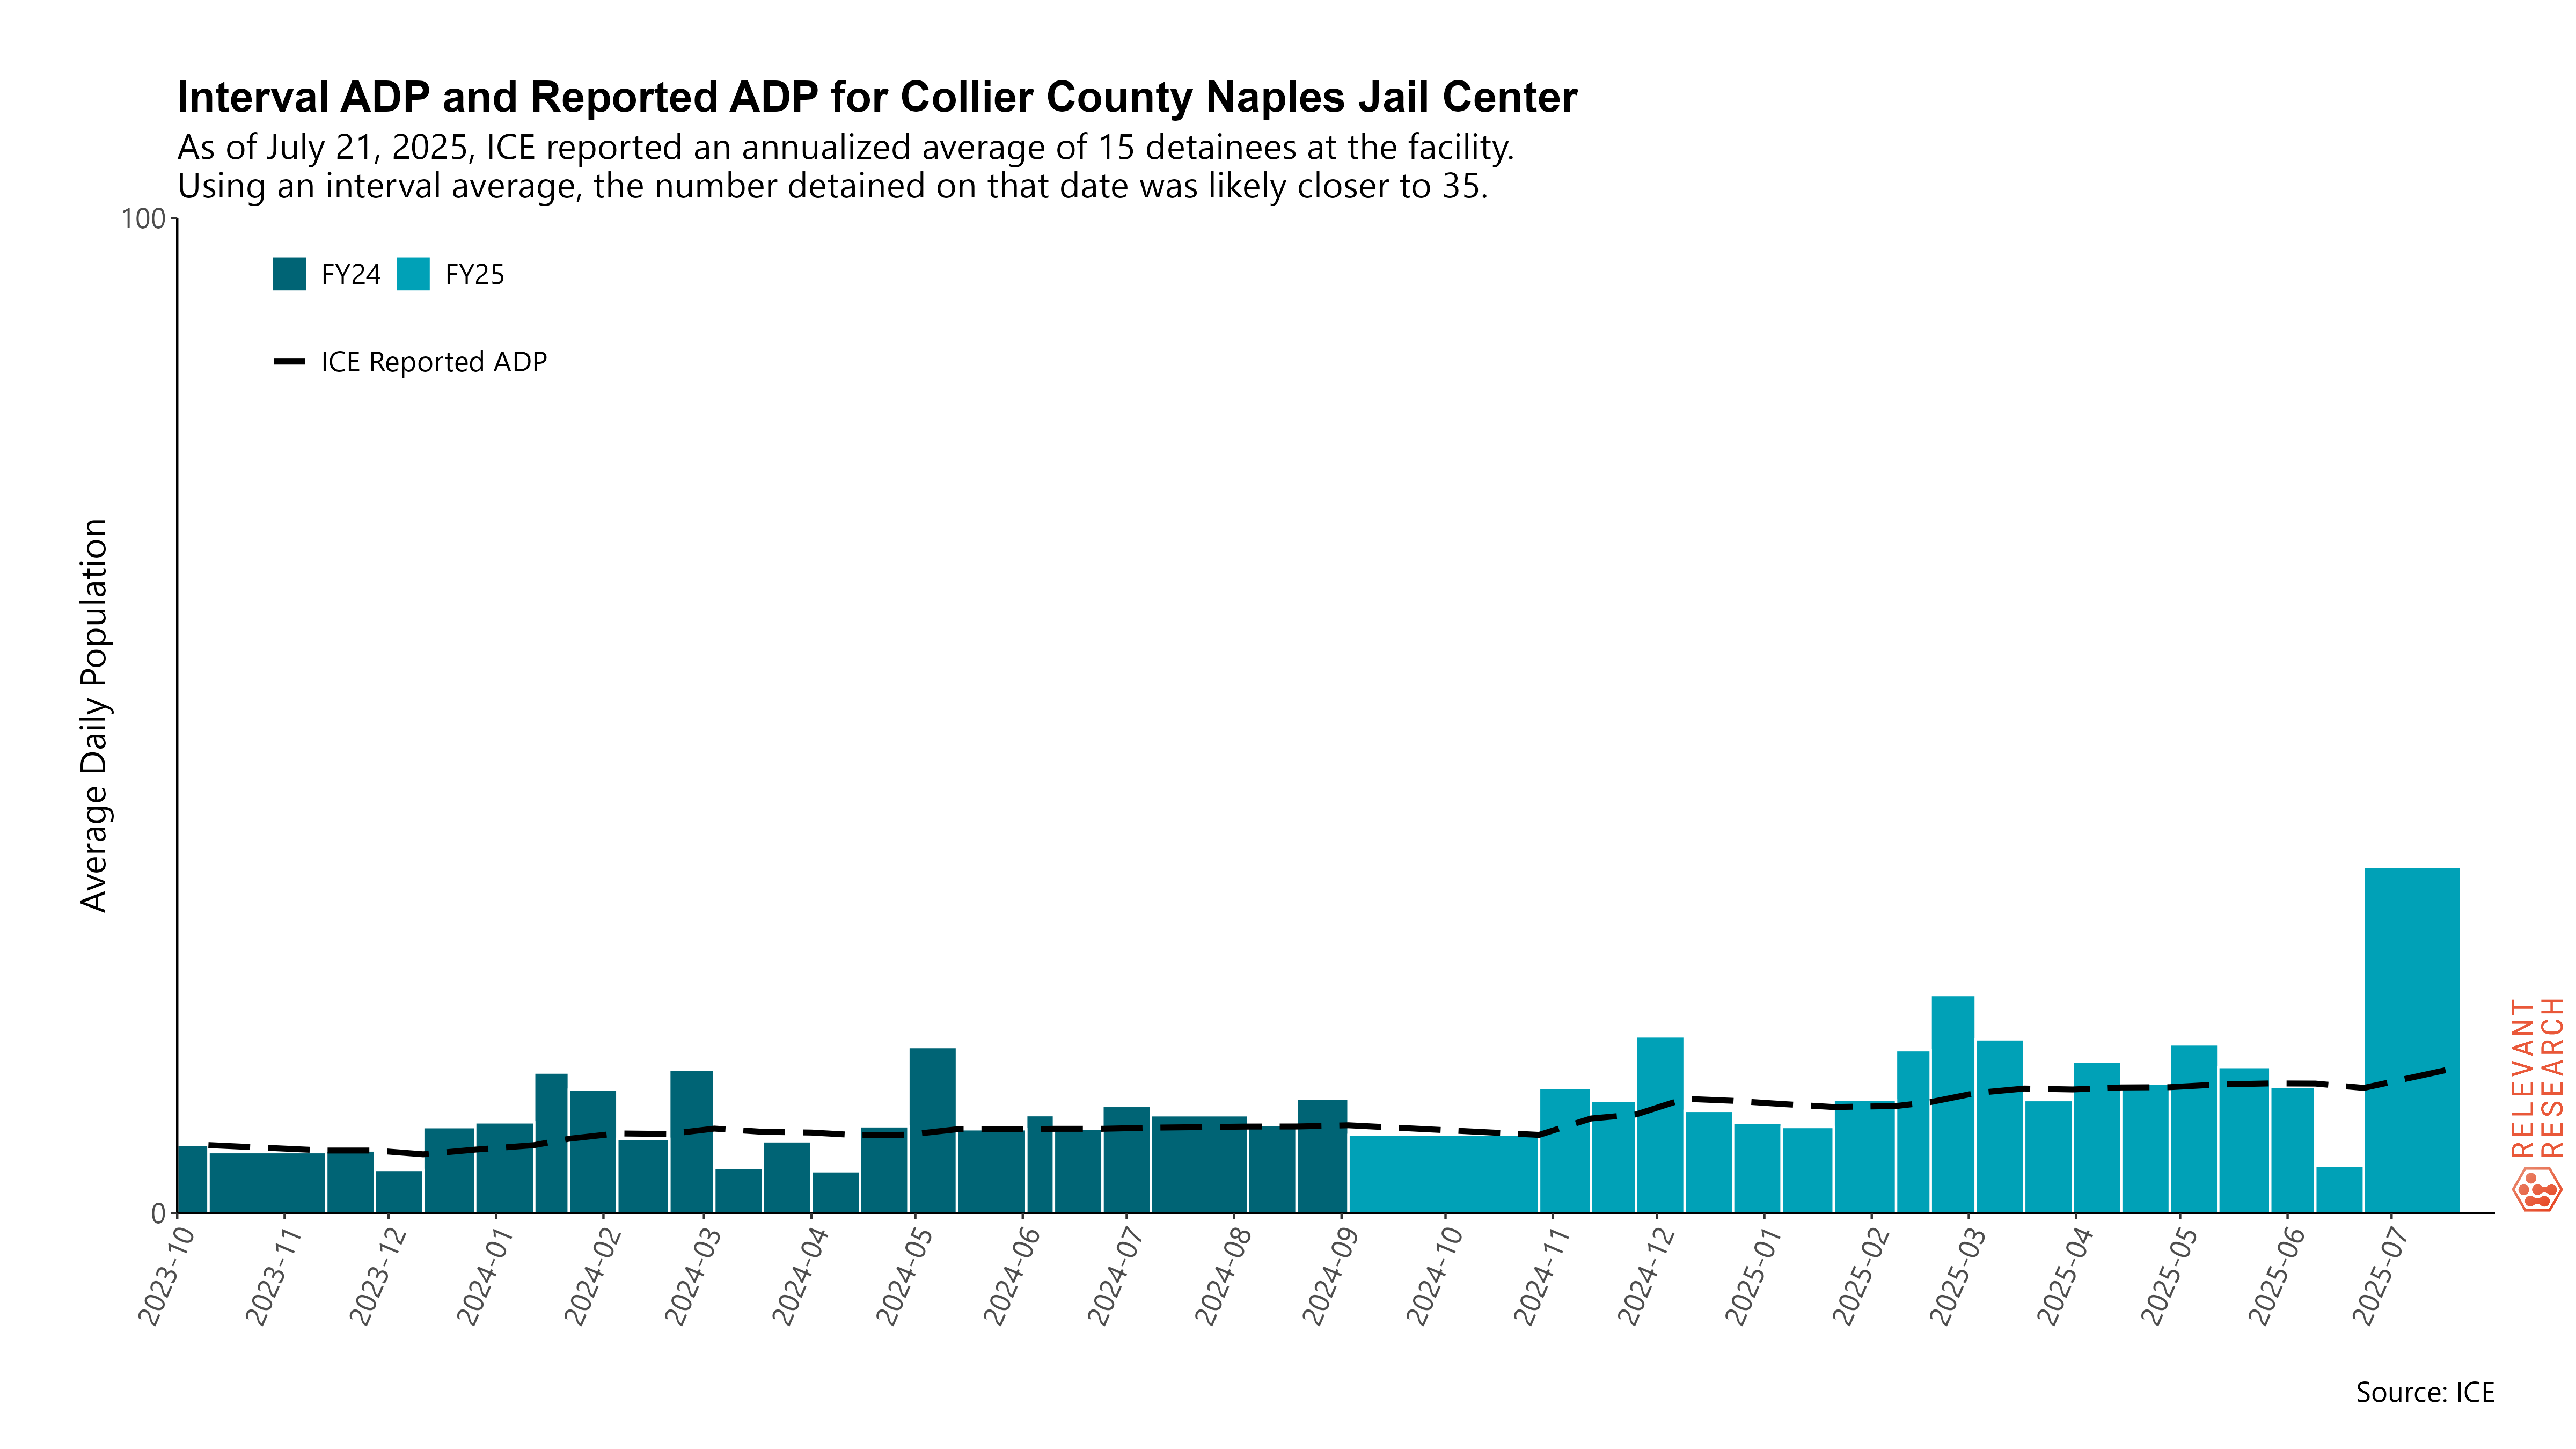 Interval ADP and Reported ADP for Collier County Naples Jail Center
As of July 21, 2025, ICE reported an annualized average of 15 detainees at the facility.
Using an interval average, the number detained on that date was likely closer to 35.
100
FY24 FY25
ICE Reported ADP
Average Daily Population
0
2023-10 2023-11 2023-12 2024-01 2024-02 2024-03 2024-04 2024-05 2024-06 2024-07 2024-08 2024-09 2024-10 2024-11 2024-12 2025-01 2025-02 2025-03 2025-04 2025-05 2025-06 2025-07
RELEVANT
RESEARCH
Source: ICE